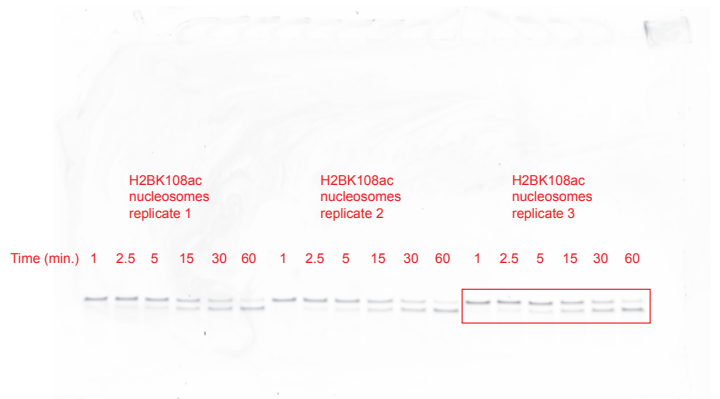 H2BK108ac
nucleosomes
replicate 1
H2BK108ac
nucleosomes
replicate 2
H2BK108ac
nucleosomes
replicate 3
Time (min.) 1 2.5 5 15 30 60 1 2.5 5 15 30 60 1 2.5 5 15 30 60